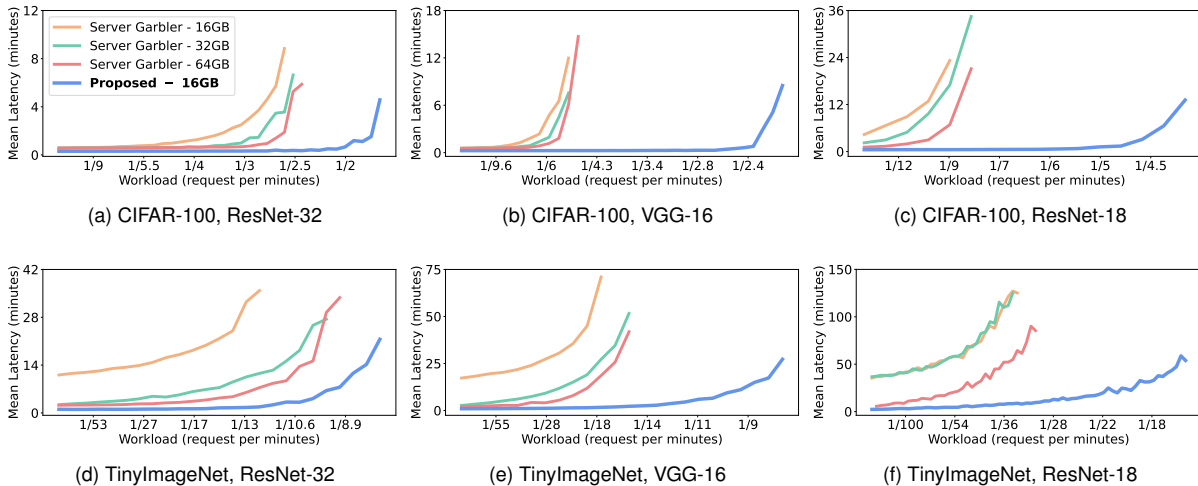 12
9
6
3
0
Mean Latency (minutes)
Server Garbler - 16GB
Server Garbler - 32GB
Server Garbler - 64GB
Proposed - 16GB
1/9
1/5.5
1/4
1/3
1/2.5
1/2
Workload (request per minutes)
(a) CIFAR-100, ResNet-32
18
12
6
0
Mean Latency (minutes)
1/9.6
1/6
1/4.3
1/3.4
1/2.8
1/2.4
Workload (request per minutes)
(b) CIFAR-100, VGG-16
36
27
18
9
0
Mean Latency (minutes)
1/12
1/9
1/7
1/6
1/5
1/4.5
Workload (request per minutes)
(c) CIFAR-100, ResNet-18
42
28
14
0
Mean Latency (minutes)
1/53
1/27
1/17
1/13
1/10.6
1/8.9
Workload (request per minutes)
(d) TinyImageNet, ResNet-32
75
50
25
0
Mean Latency (minutes)
1/55
1/28
1/18
1/14
1/11
1/9
Workload (request per minutes)
(e) TinyImageNet, VGG-16
150
100
50
0
Mean Latency (minutes)
1/100
1/54
1/36
1/28
1/22
1/18
Workload (request per minutes)
(f) TinyImageNet, ResNet-18